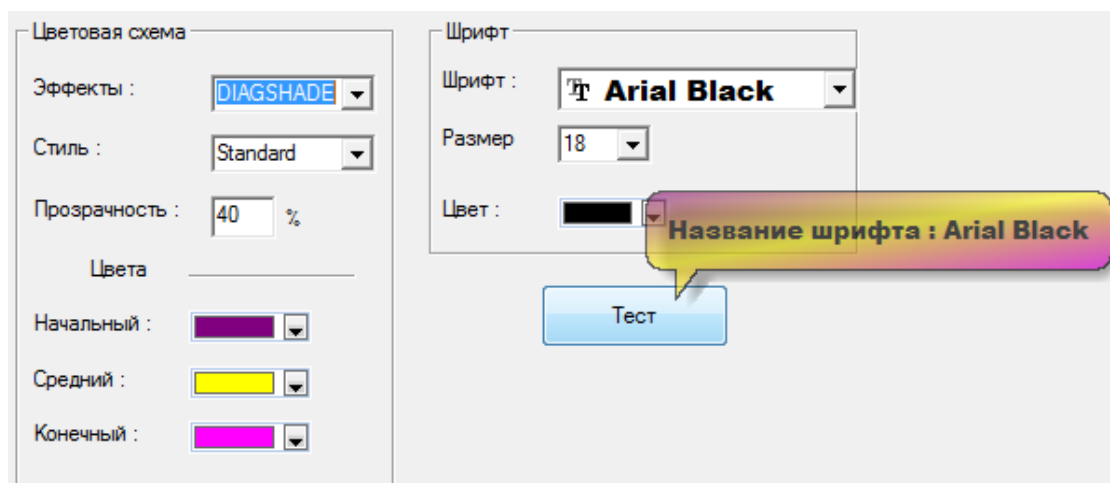 Цветовая схема
Эффекты :
DIAGSHADE
Стиль :
Standard
Прозрачность :
40 %
Цвета
Начальный :
Средний :
Конечный :
Шрифт
Шрифт :
Arial Black
Размер
18
Цвет :
Название шрифта : Arial Black
Тест